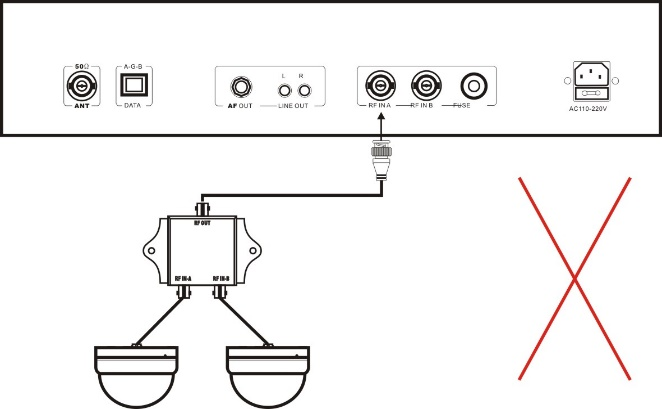 50Ω
A-G-B
L R
ANT
DATA
AF OUT
LINE OUT
RF IN A
RF IN B
FUSE
AC110-220V
RF OUT
RF IN-A
RF IN-B